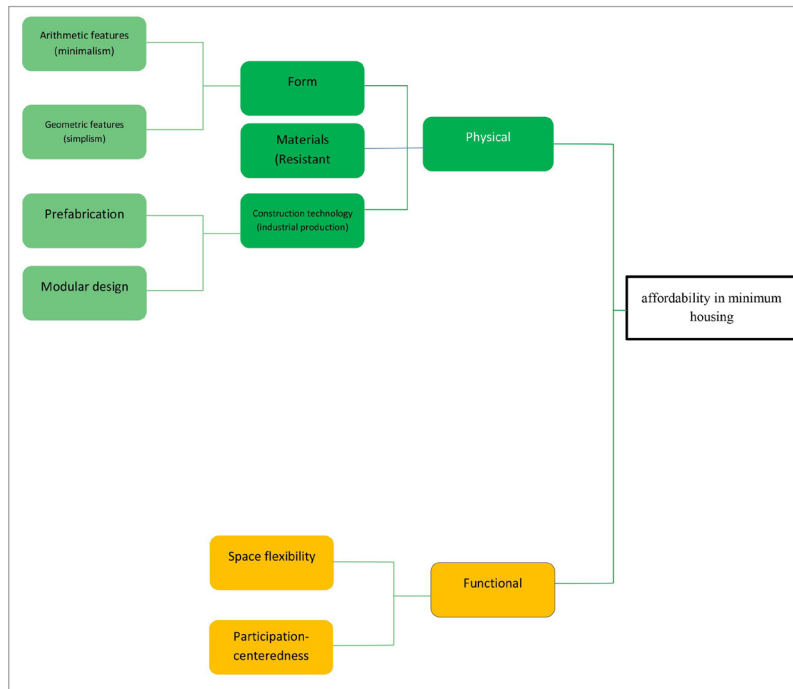 Arithmetic features
(minimalism)
Form
Geometric features
(simplism)
Materials
(Resistant
Physical
Prefabrication
Construction technology
(industrial production)
Modular design
affordability in minimum
housing
Space flexibility
Functional
Participation-
centeredness